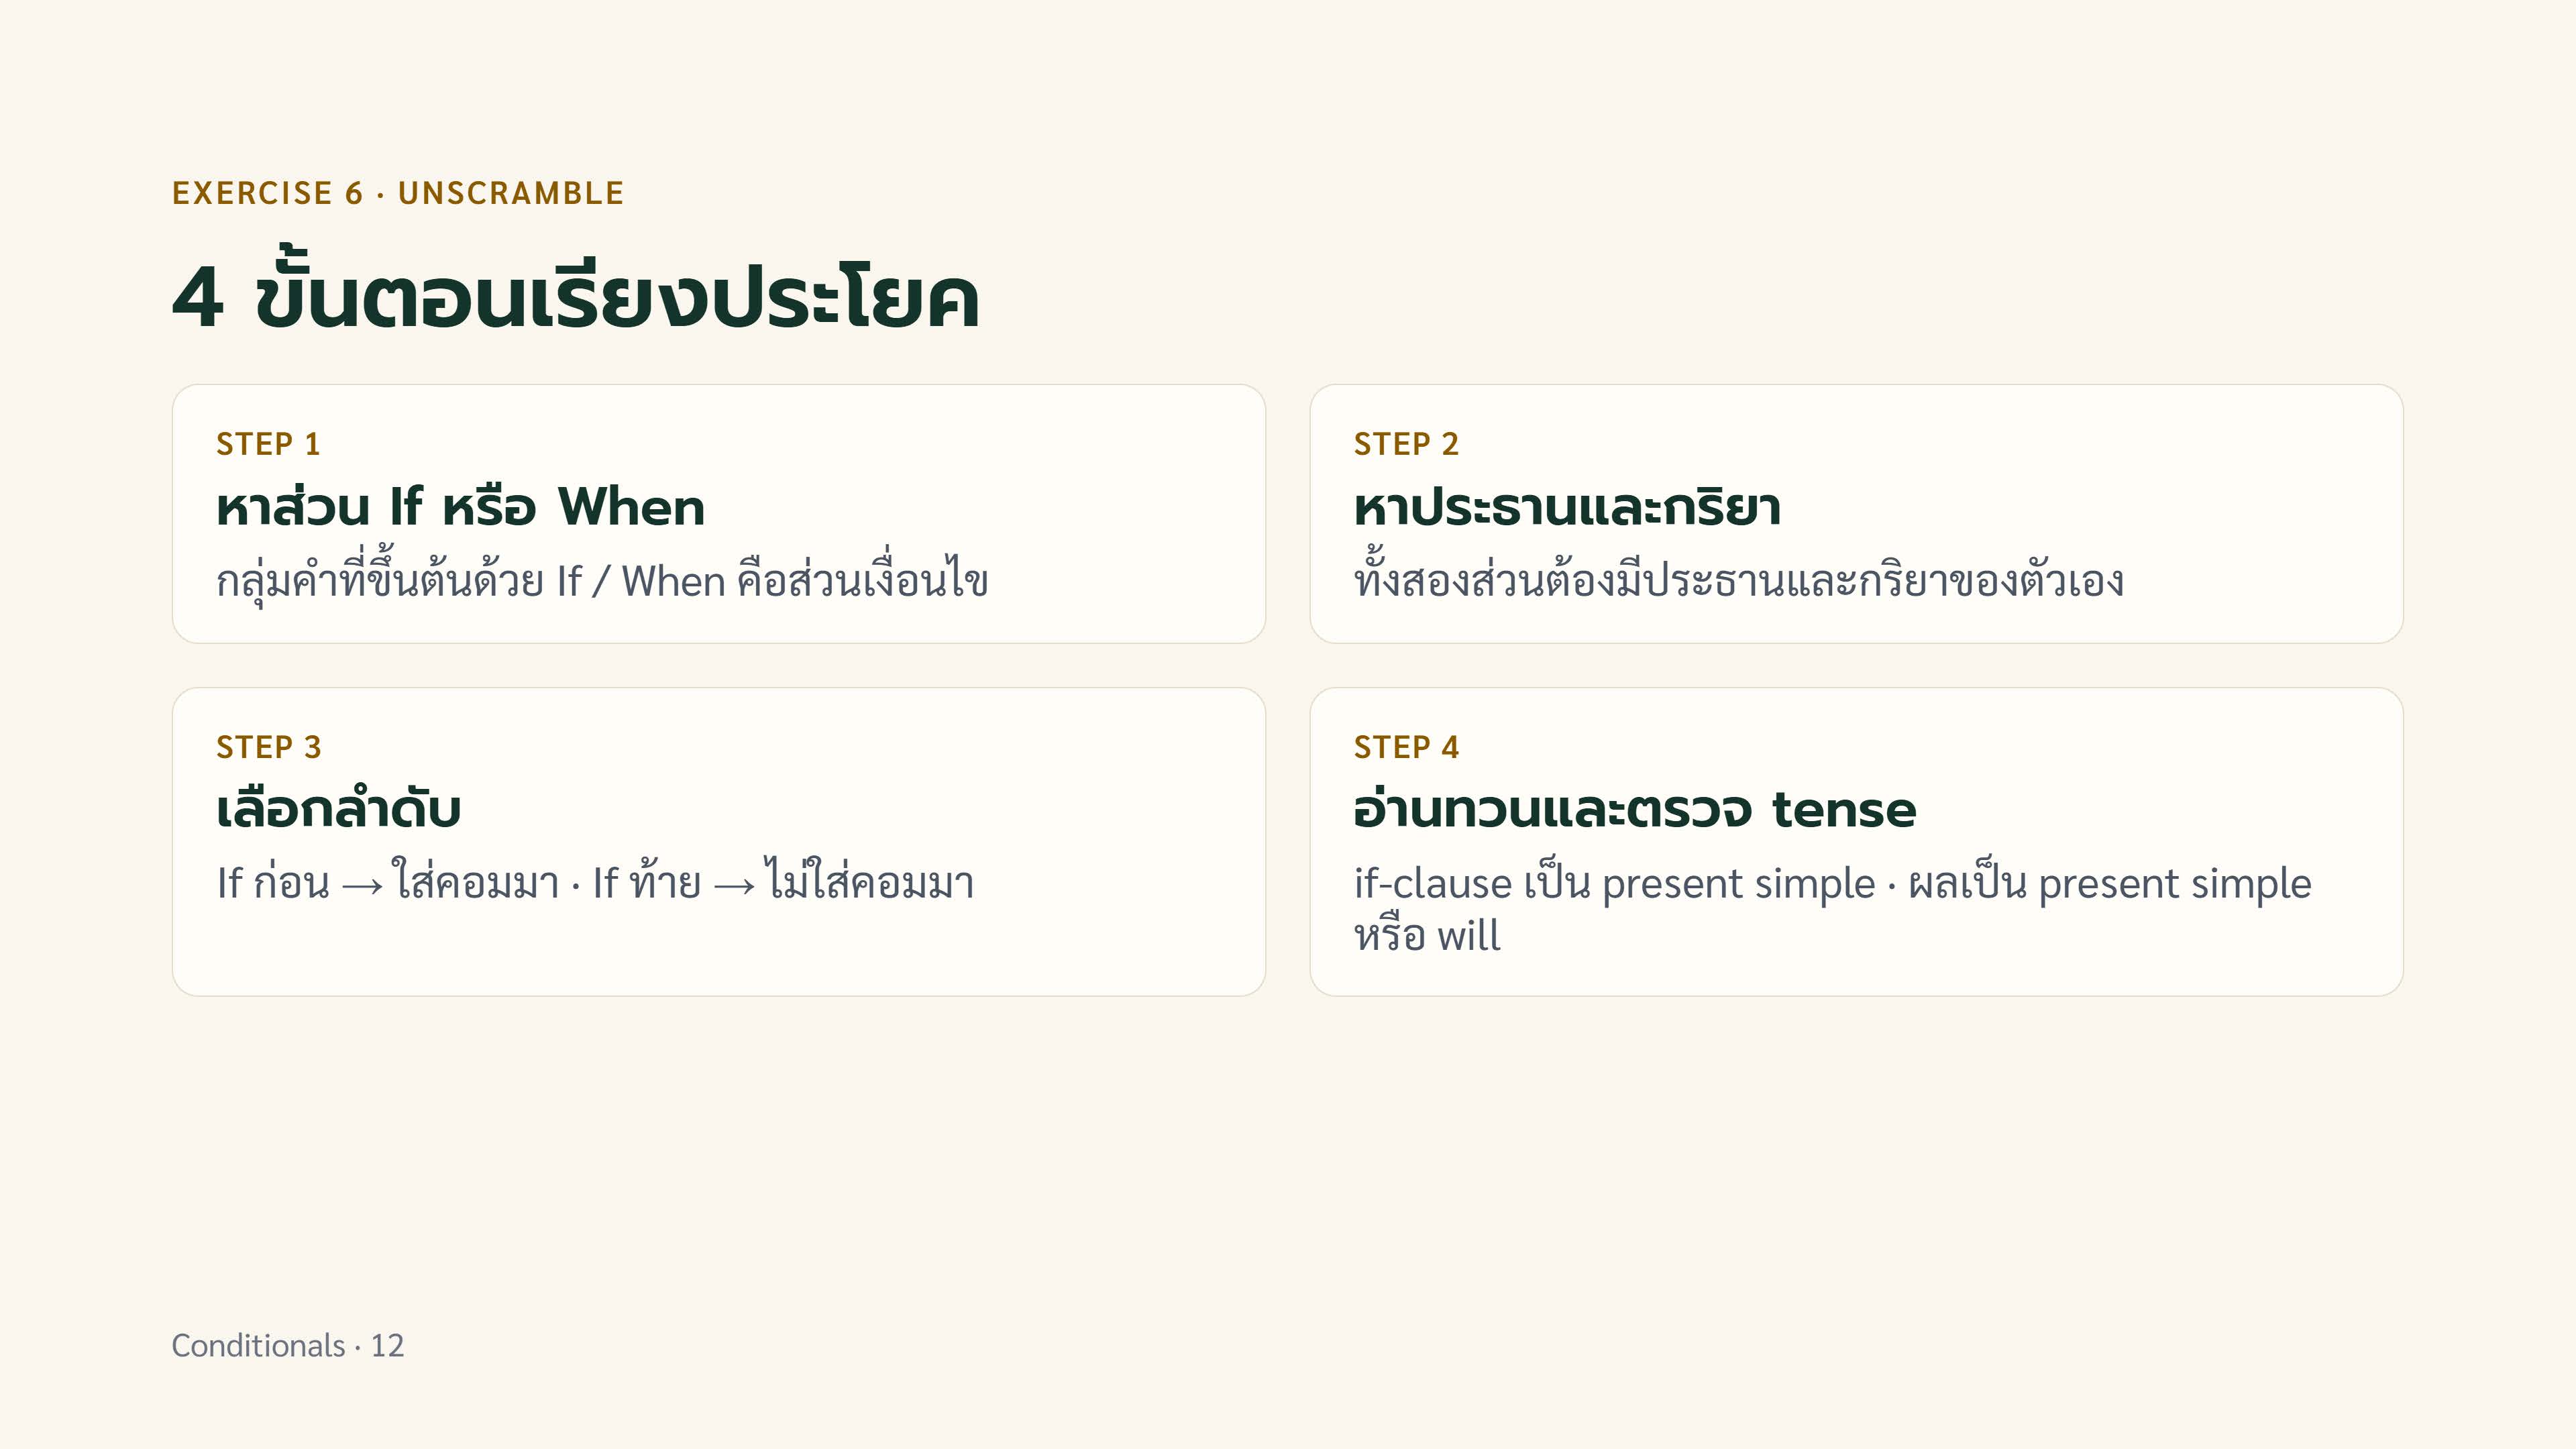 EXERCISE 6 · UNSCRAMBLE
4 ขั้นตอนเรียงประโยค
STEP 1
หาส่วน If หรือ When
กลุ่มคำที่ขึ้นต้นด้วย If / When คือส่วนเงื่อนไข
STEP 2
หาประธานและกริยา
ทั้งสองส่วนต้องมีประธานและกริยาของตัวเอง
STEP 3
เลือกลำดับ
If ก่อน → ใส่คอมมา · If ท้าย → ไม่ใส่คอมมา
STEP 4
อ่านทวนและตรวจ tense
if-clause เป็น present simple · ผลเป็น present simple
หรือ will
Conditionals · 12